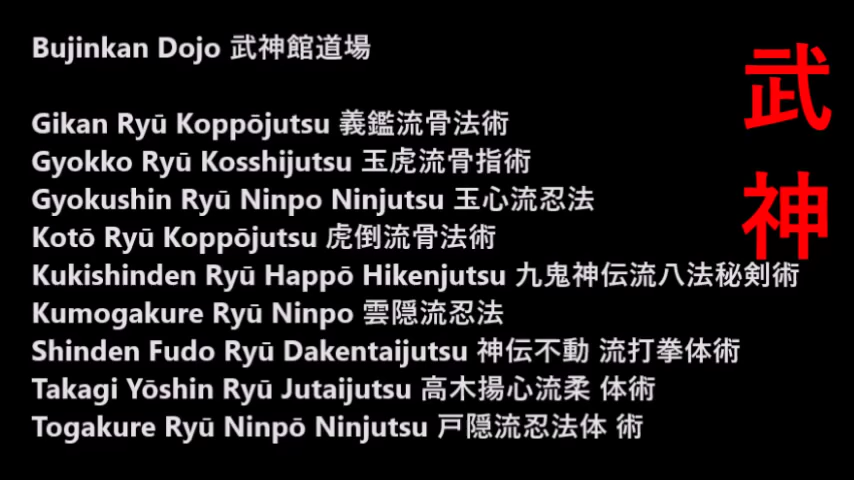 Bujinkan Dojo 武神館道場
Gikan Ryū Koppōjutsu 義鑑流骨法術
Gyokko Ryū Kosshijutsu 玉虎流骨指術
Gyokushin Ryū Ninpo Ninjutsu 玉心流忍法
Kotō Ryū Koppōjutsu 虎倒流骨法術
Kukishinden Ryū Happō Hikenjutsu 九鬼神伝流八法秘剣術
Kumogakure Ryū Ninpo 雲隠流忍法
Shinden Fudo Ryū Dakentaijutsu 神伝不動 流打拳体術
Takagi Yōshin Ryū Jutaijutsu 高木揚心流柔 体術
Togakure Ryū Ninpō Ninjutsu 戸隠流忍法体 術
武神